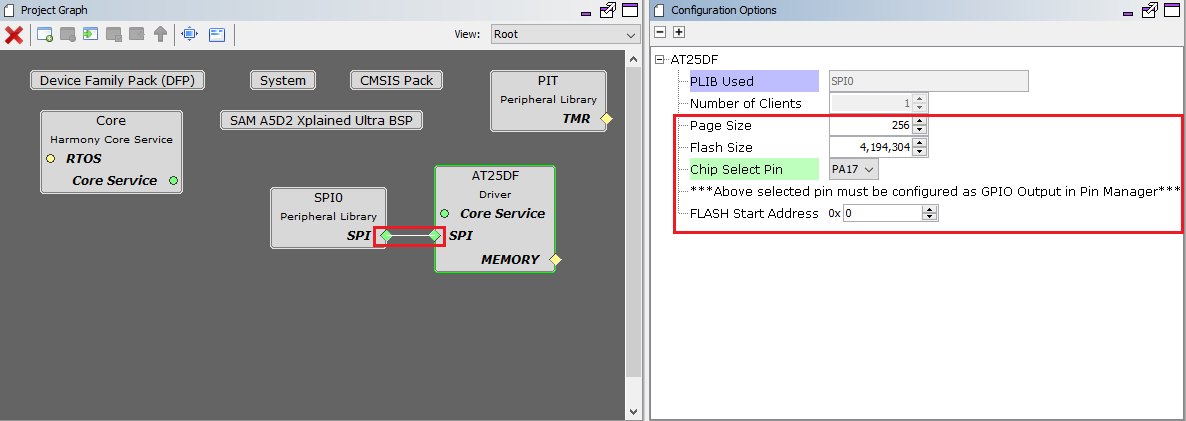 Project Graph
View:
Root
Device Family Pack (DFP)
System
CMSIS Pack
PIT
Peripheral Library
TMR
Core
Harmony Core Service
RTOS
Core Service
SAM A5D2 Xplained Ultra BSP
SPI0
Peripheral Library
SPI
AT25DF
Driver
Core Service
SPI
MEMORY
Configuration Options
AT25DF
PLIB Used SPI0
Number of Clients 1
Page Size 256
Flash Size 4,194,304
Chip Select Pin PA17
***Above selected pin must be configured as GPIO Output in Pin Manager***
FLASH Start Address 0x 0